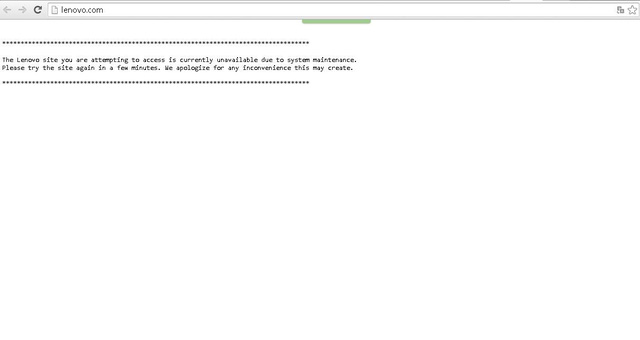 lenovo.com
********************************************************************************
The Lenovo site you are attempting to access is currently unavailable due to system maintenance.
Please try the site again in a few minutes. We apologize for any inconvenience this may create.
********************************************************************************